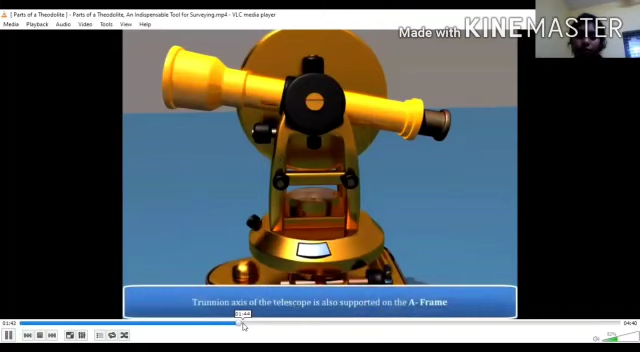 [ Parts of a Theodolite ] - Parts of a Theodolite, An Indispensable Tool for Surveying.mp4 - VLC media player
Media Playback Audio Video Tools View Help
Made with KINEMASTER
Trunnion axis of the telescope is also supported on the A- Frame
01:44
01:42
04:40